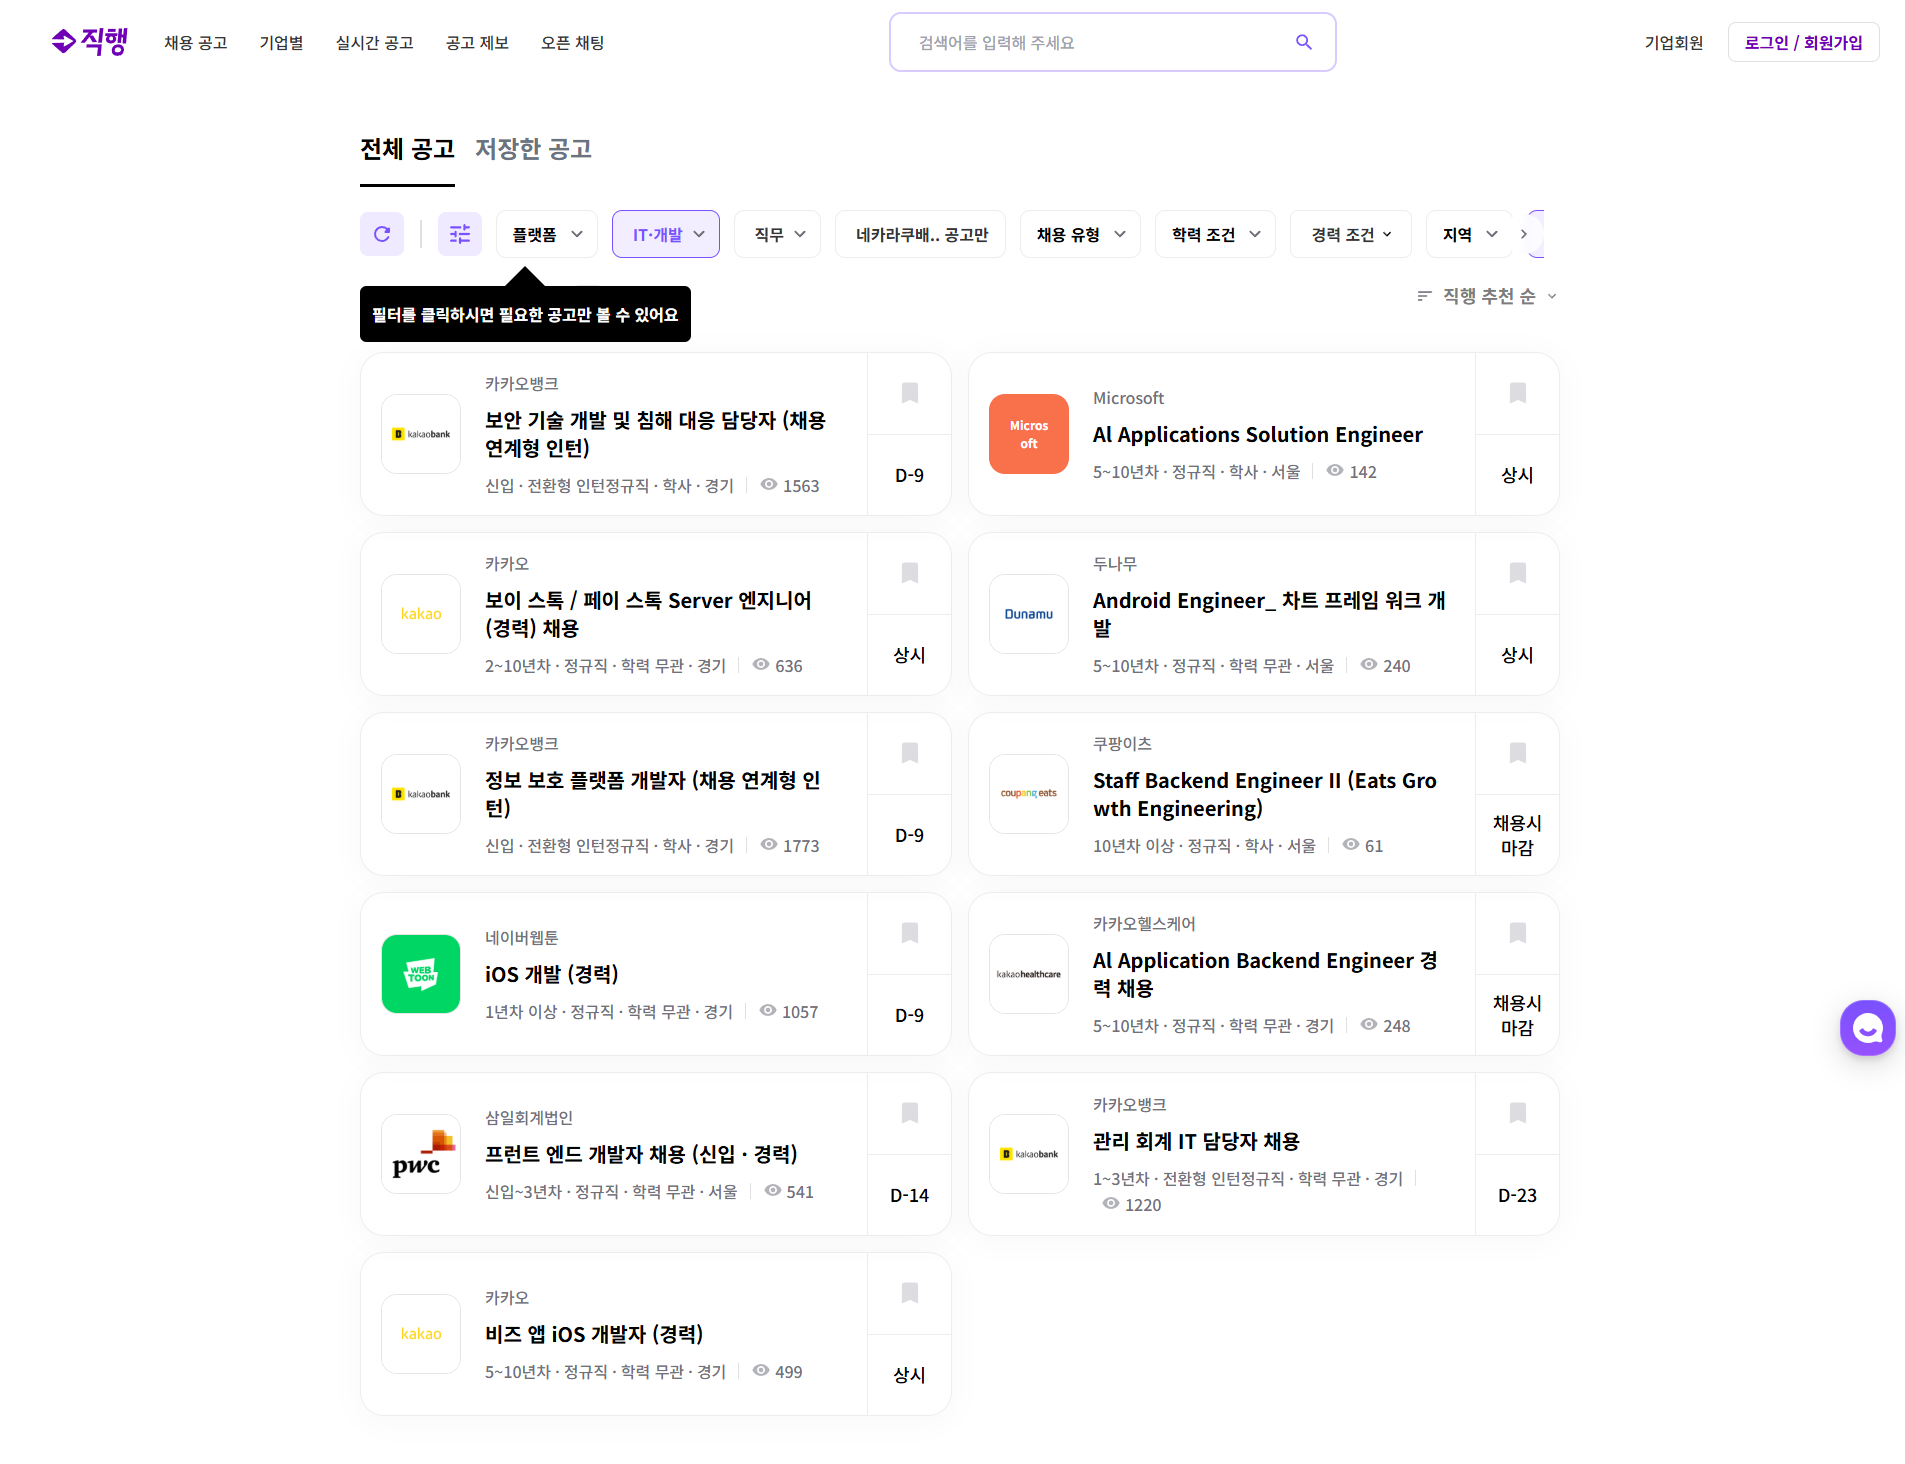 직행
채용 공고
기업별
실시간 공고
공고 제보
오픈 채팅
검색어를 입력해 주세요
기업회원
로그인 / 회원가입
전체 공고
저장한 공고
플랫폼
IT·개발
직무
네카라쿠배.. 공고만
채용 유형
학력 조건
경력 조건
지역
필터를 클릭하시면 필요한 공고만 볼 수 있어요
직행 추천 순
kakaobank
카카오뱅크
보안 기술 개발 및 침해 대응 담당자 (채용
연계형 인턴)
신입 · 전환형 인턴정규직 · 학사 · 경기
1563
D-9
Micros
oft
Microsoft
Al Applications Solution Engineer
5~10년차 · 정규직 · 학사 · 서울
142
상시
kakao
카카오
보이 스톡 / 페이 스톡 Server 엔지니어
(경력) 채용
2~10년차 · 정규직 · 학력 무관 · 경기
636
상시
Dunamu
두나무
Android Engineer_ 차트 프레임 워크 개
발
5~10년차 · 정규직 · 학력 무관 · 서울
240
상시
kakaobank
카카오뱅크
정보 보호 플랫폼 개발자 (채용 연계형 인
턴)
신입 · 전환형 인턴정규직 · 학사 · 경기
1773
D-9
coupang eats
쿠팡이츠
Staff Backend Engineer II (Eats Gro
wth Engineering)
10년차 이상 · 정규직 · 학사 · 서울
61
채용시
마감
WEB
TOON
네이버웹툰
iOS 개발 (경력)
1년차 이상 · 정규직 · 학력 무관 · 경기
1057
D-9
kakaohealthcare
카카오헬스케어
Al Application Backend Engineer 경
력 채용
5~10년차 · 정규직 · 학력 무관 · 경기
248
채용시
마감
pwc
삼일회계법인
프런트 엔드 개발자 채용 (신입 · 경력)
신입~3년차 · 정규직 · 학력 무관 · 서울
541
D-14
kakaobank
카카오뱅크
관리 회계 IT 담당자 채용
1~3년차 · 전환형 인턴정규직 · 학력 무관 · 경기
1220
D-23
kakao
카카오
비즈 앱 iOS 개발자 (경력)
5~10년차 · 정규직 · 학력 무관 · 경기
499
상시